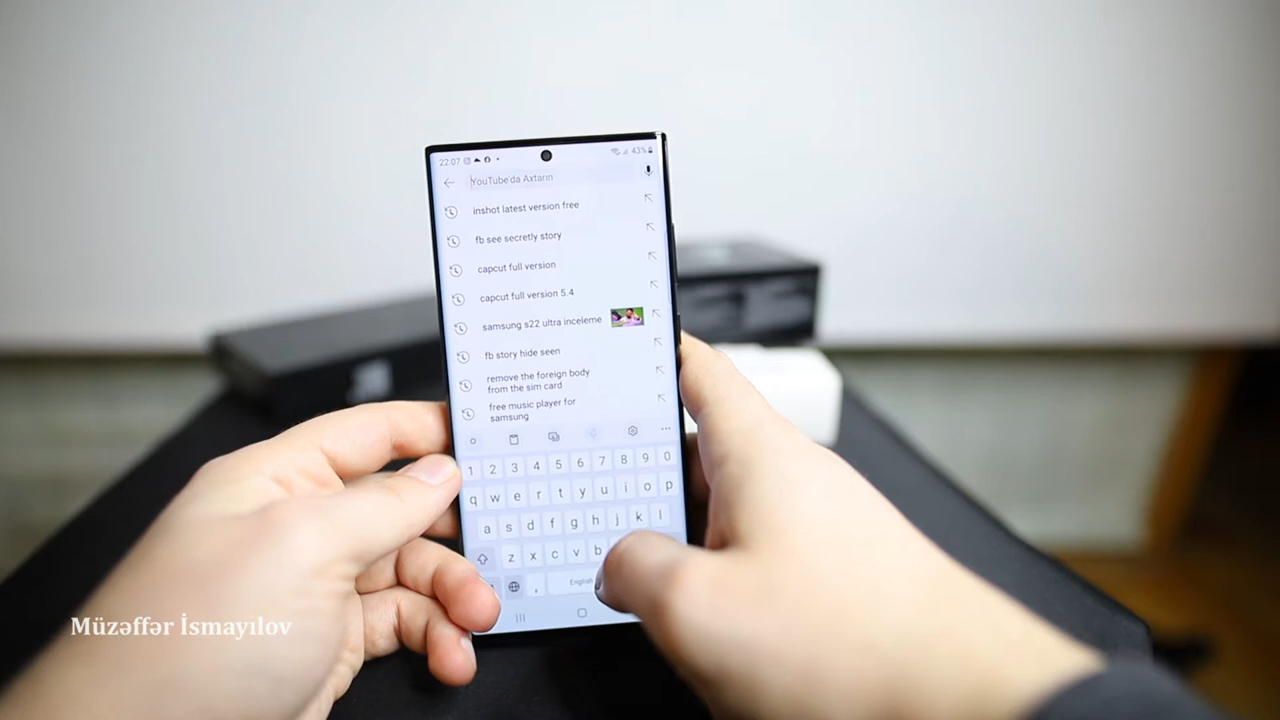 22:07
43%
YouTube'da Axtarın
inshot latest version free
fb see secretly story
capcut full version
capcut full version 5.4
samsung s22 ultra inceleme
fb story hide seen
remove the foreign body
from the sim card
free music player for
samsung
1 2 3 4 5 6 7 8 9 0
q w e r t y u i o p
a s d f g h j k l
z x c v b
, English
Müzəffər İsmayılov